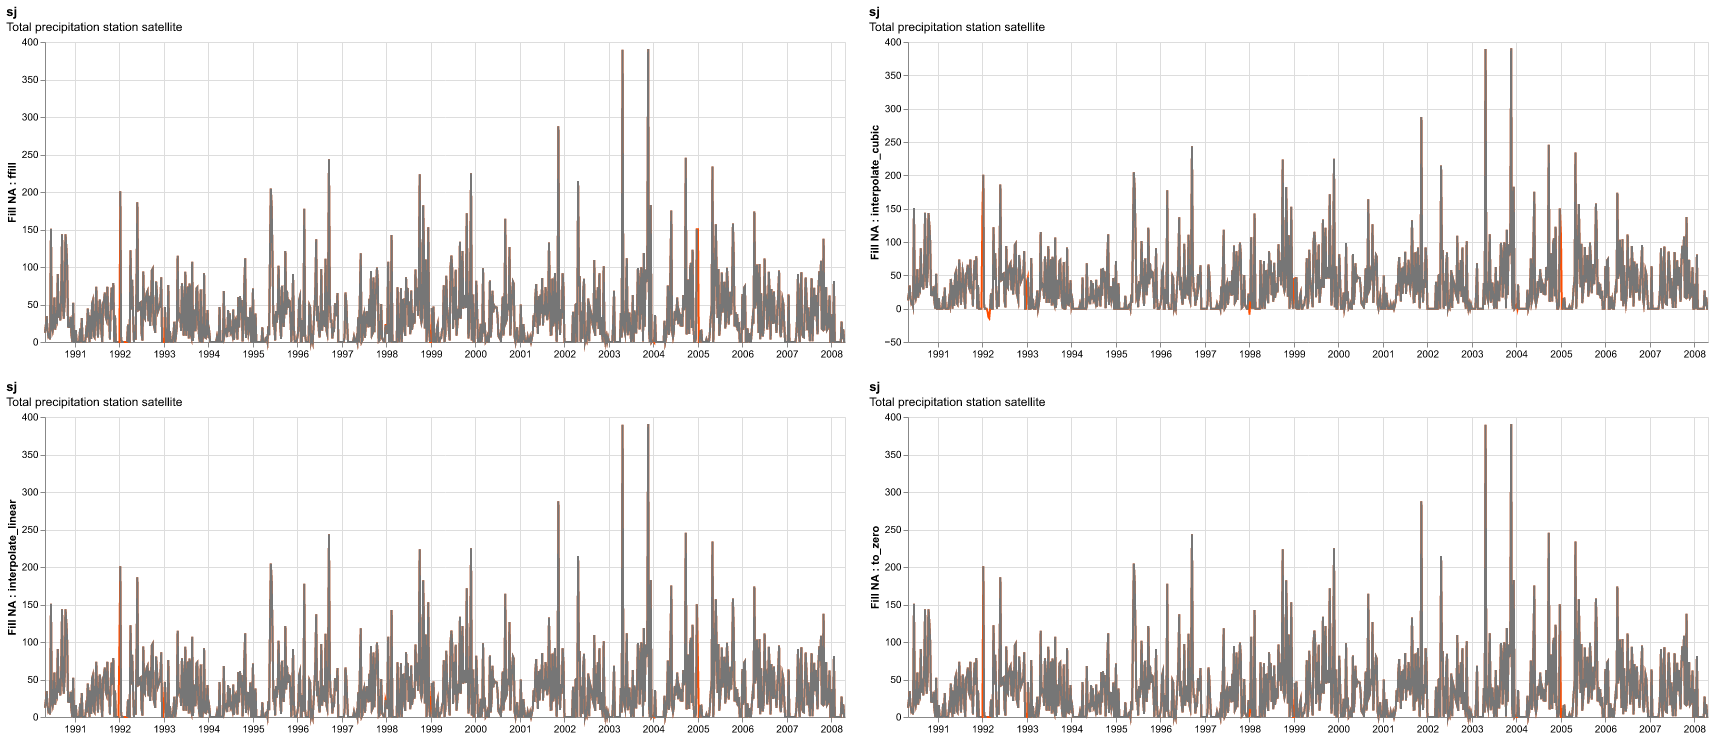 sj
Total precipitation station satellite
Fill NA : ffill
400
350
300
250
200
150
100
50
0
1991 1992 1993 1994 1995 1996 1997 1998 1999 2000 2001 2002 2003 2004 2005 2006 2007 2008
sj
Total precipitation station satellite
Fill NA : interpolate_cubic
400
350
300
250
200
150
100
50
0
−50
1991 1992 1993 1994 1995 1996 1997 1998 1999 2000 2001 2002 2003 2004 2005 2006 2007 2008
sj
Total precipitation station satellite
Fill NA : interpolate_linear
400
350
300
250
200
150
100
50
0
1991 1992 1993 1994 1995 1996 1997 1998 1999 2000 2001 2002 2003 2004 2005 2006 2007 2008
sj
Total precipitation station satellite
Fill NA : to_zero
400
350
300
250
200
150
100
50
0
1991 1992 1993 1994 1995 1996 1997 1998 1999 2000 2001 2002 2003 2004 2005 2006 2007 2008